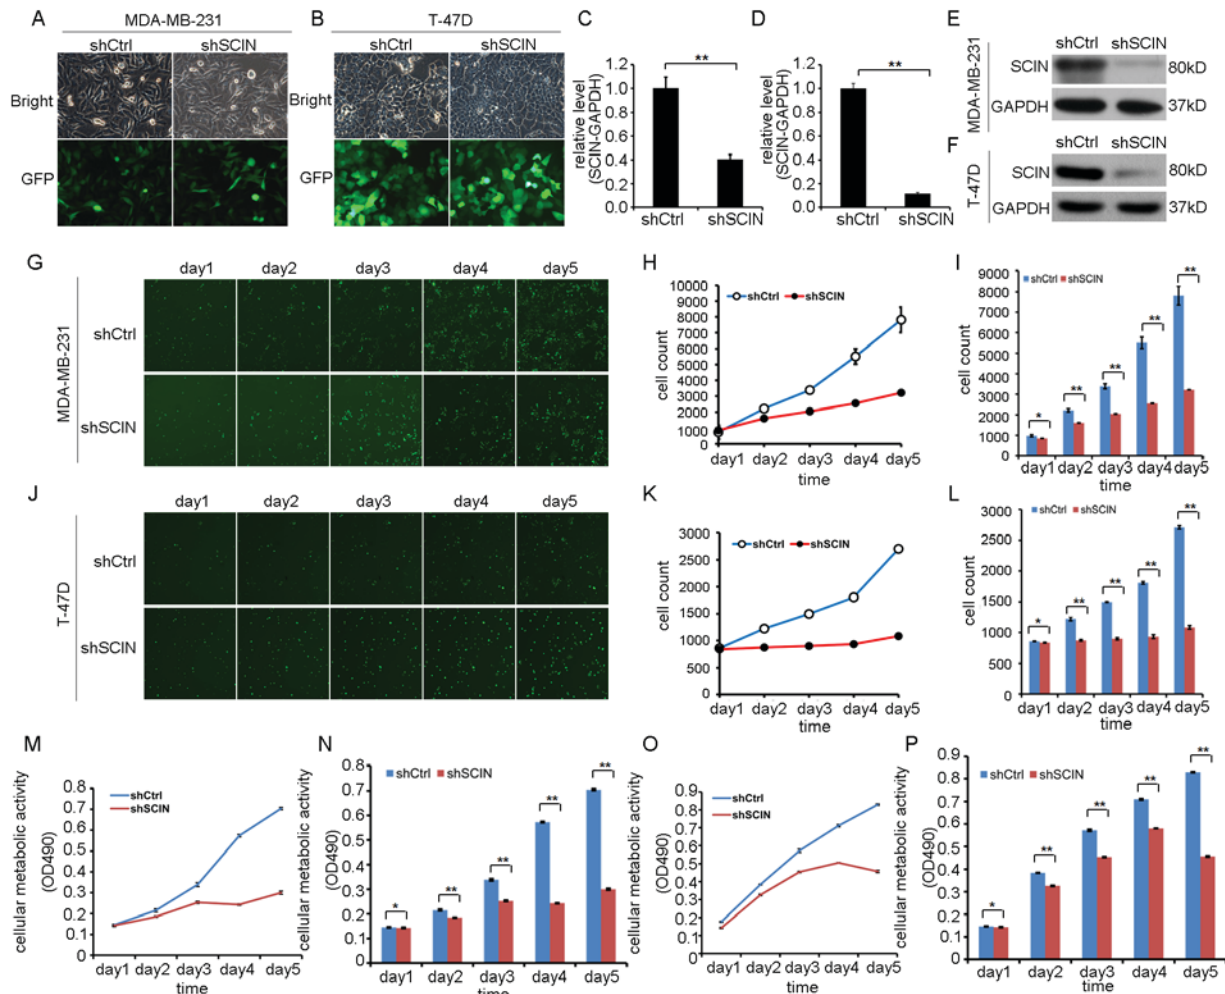 A MDA-MB-231
shCtrl shSCIN
Bright
GFP
B T-47D
shCtrl shSCIN
Bright
GFP
C
relative level
(SCIN-GAPDH)
1.2
1.0
0.8
0.6
0.4
0.2
0.0
**
shCtrl shSCIN
D
relative level
(SCIN-GAPDH)
1.2
1.0
0.8
0.6
0.4
0.2
0.0
**
shCtrl shSCIN
E
MDA-MB-231
shCtrl shSCIN
SCIN 80kD
GAPDH 37kD
F
T-47D
shCtrl shSCIN
SCIN 80kD
GAPDH 37kD
G
day1 day2 day3 day4 day5
MDA-MB-231
shCtrl
shSCIN
H
cell count
10000
9000
8000
7000
6000
5000
4000
3000
2000
1000
0
shCtrl shSCIN
day1 day2 day3 day4 day5
time
I
cell count
9000
8000
7000
6000
5000
4000
3000
2000
1000
0
shCtrl shSCIN
* ** ** ** **
day1 day2 day3 day4 day5
time
J
day1 day2 day3 day4 day5
T-47D
shCtrl
shSCIN
K
cell count
3000
2500
2000
1500
1000
500
0
shCtrl shSCIN
day1 day2 day3 day4 day5
time
L
cell count
3000
2500
2000
1500
1000
500
0
shCtrl shSCIN
* ** ** ** **
day1 day2 day3 day4 day5
time
M
cellular metabolic activity
(OD490)
0.8
0.7
0.6
0.5
0.4
0.3
0.2
0.1
0
shCtrl
shSCIN
day1 day2 day3 day4 day5
time
N
cellular metabolic activity
(OD490)
0.8
0.7
0.6
0.5
0.4
0.3
0.2
0.1
0
shCtrl shSCIN
* ** ** ** **
day1 day2 day3 day4 day5
time
O
cellular metabolic activity
(OD490)
0.9
0.8
0.7
0.6
0.5
0.4
0.3
0.2
0.1
0
shCtrl
shSCIN
day1 day2 day3 day4 day5
time
P
cellular metabolic activity
(OD490)
0.9
0.8
0.7
0.6
0.5
0.4
0.3
0.2
0.1
0
shCtrl shSCIN
* ** ** ** **
day1 day2 day3 day4 day5
time